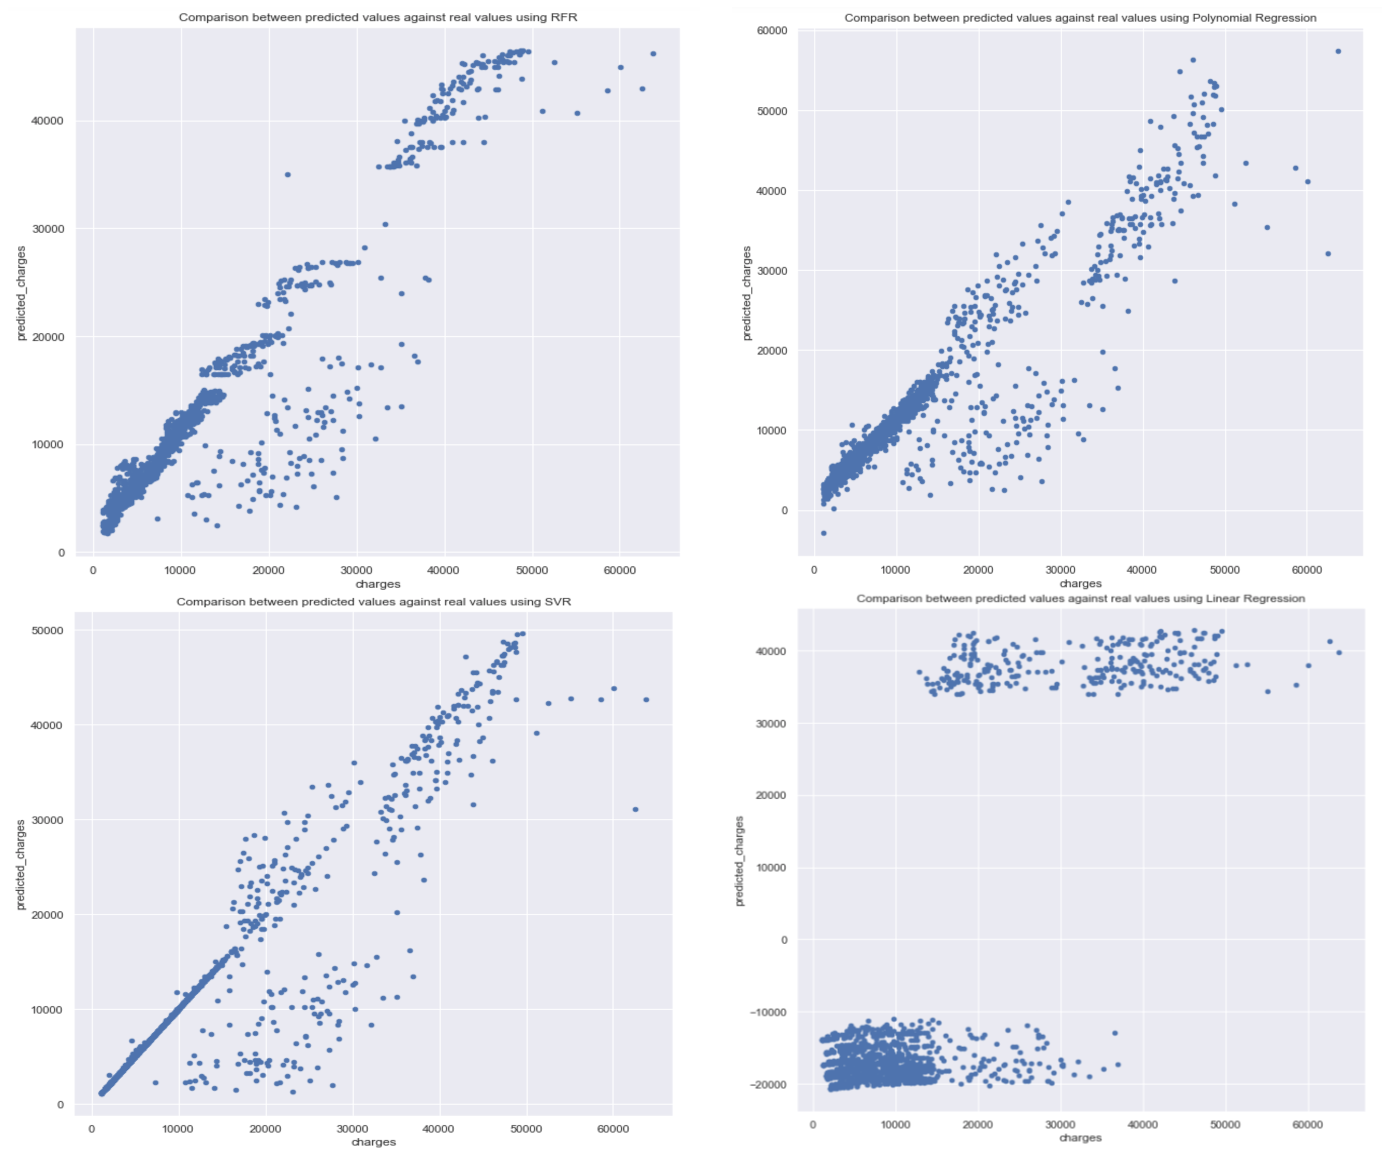 Comparison between predicted values against real values using RFR
predicted_charges
40000
30000
20000
10000
0
0 10000 20000 30000 40000 50000 60000
charges
Comparison between predicted values against real values using Polynomial Regression
predicted_charges
60000
50000
40000
30000
20000
10000
0
0 10000 20000 30000 40000 50000 60000
charges
Comparison between predicted values against real values using SVR
predicted_charges
50000
40000
30000
20000
10000
0
0 10000 20000 30000 40000 50000 60000
charges
Comparison between predicted values against real values using Linear Regression
predicted_charges
40000
30000
20000
10000
0
−10000
−20000
0 10000 20000 30000 40000 50000 60000
charges